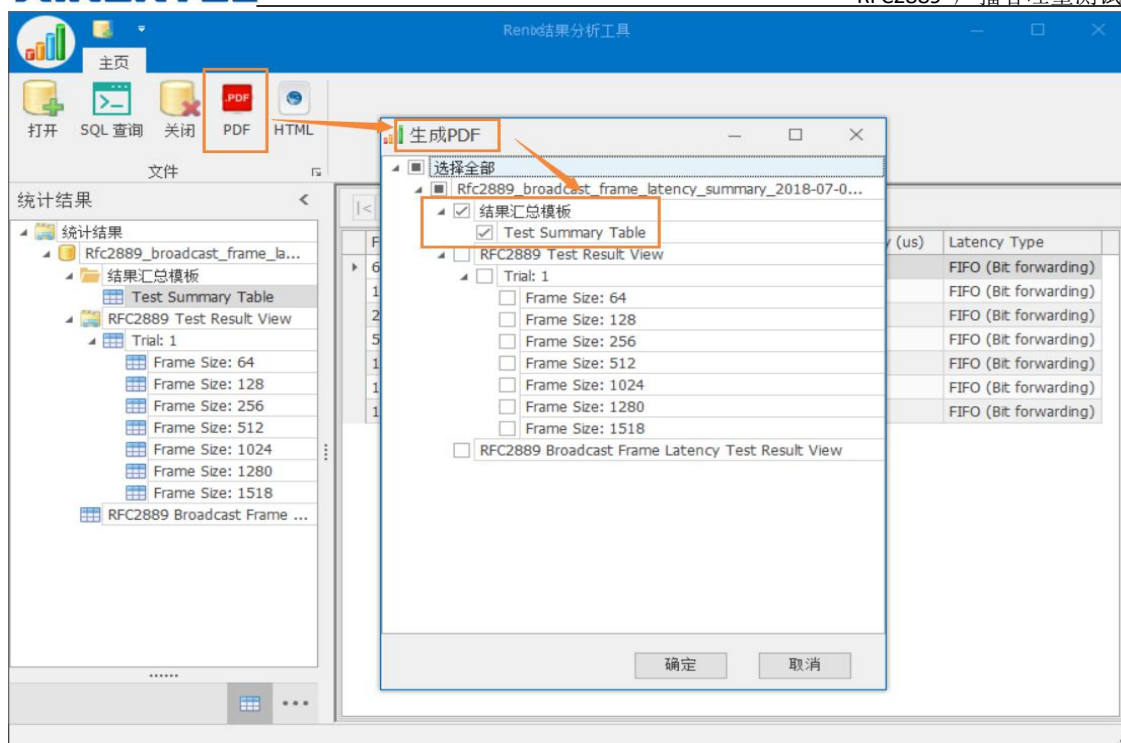 RFC2889 广播吞吐量测试
Renix结果分析工具
主页
打开
SQL 查询
关闭
PDF
HTML
文件
统计结果
统计结果
Rfc2889_broadcast_frame_la...
结果汇总模板
Test Summary Table
RFC2889 Test Result View
Trial: 1
Frame Size: 64
Frame Size: 128
Frame Size: 256
Frame Size: 512
Frame Size: 1024
Frame Size: 1280
Frame Size: 1518
RFC2889 Broadcast Frame ...
生成PDF
选择全部
Rfc2889_broadcast_frame_latency_summary_2018-07-0...
结果汇总模板
Test Summary Table
RFC2889 Test Result View
Trial: 1
Frame Size: 64
Frame Size: 128
Frame Size: 256
Frame Size: 512
Frame Size: 1024
Frame Size: 1280
Frame Size: 1518
RFC2889 Broadcast Frame Latency Test Result View
确定
取消
(us)
Latency Type
FIFO (Bit forwarding)
FIFO (Bit forwarding)
FIFO (Bit forwarding)
FIFO (Bit forwarding)
FIFO (Bit forwarding)
FIFO (Bit forwarding)
FIFO (Bit forwarding)